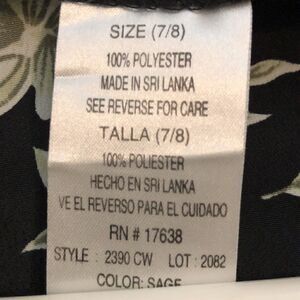 SIZE (7/8)
100% POLYESTER
MADE IN SRI LANKA
SEE REVERSE FOR CARE
TALLA (7/8)
100% POLIESTER
HECHO EN SRI LANKA
VE EL REVERSO PARA EL CUIDADO
RN # 17638
STYLE : 2390 CW LOT : 2082
COLOR: SAGE